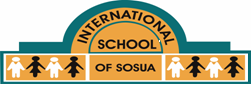 INTERNATIONAL
SCHOOL
OF SOSUA